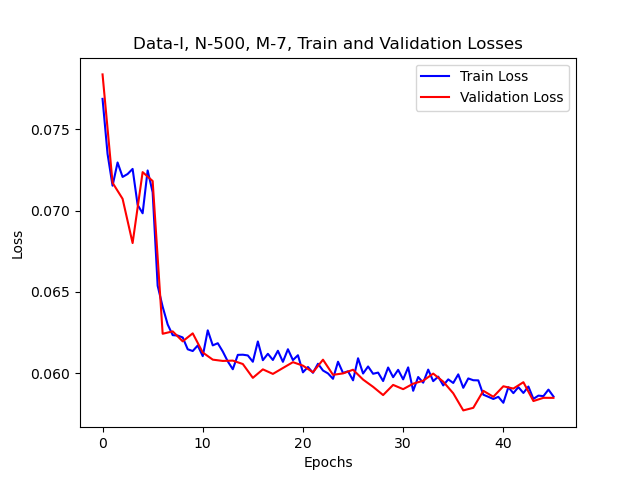 Data-I, N-500, M-7, Train and Validation Losses
Train Loss
Validation Loss
0.075
0.070
0.065
0.060
Loss
0
10
20
30
40
Epochs